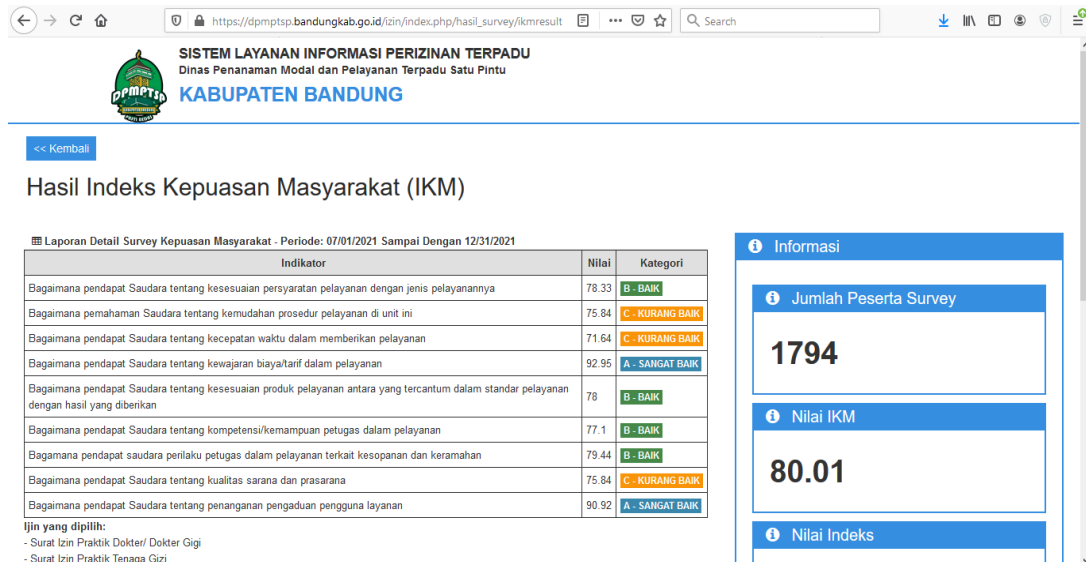 https://dpmptsp.bandungkab.go.id/izin/index.php/hasil_survey/ikmresult
Search
DPMPTSP
SISTEM LAYANAN INFORMASI PERIZINAN TERPADU
Dinas Penanaman Modal dan Pelayanan Terpadu Satu Pintu
KABUPATEN BANDUNG
<< Kembali
Hasil Indeks Kepuasan Masyarakat (IKM)
Laporan Detail Survey Kepuasan Masyarakat - Periode: 07/01/2021 Sampai Dengan 12/31/2021
Indikator Nilai Kategori
Bagaimana pendapat Saudara tentang kesesuaian persyaratan pelayanan dengan jenis pelayanannya 78.33 B - BAIK
Bagaimana pemahaman Saudara tentang kemudahan prosedur pelayanan di unit ini 75.84 C - KURANG BAIK
Bagaimana pendapat Saudara tentang kecepatan waktu dalam memberikan pelayanan 71.64 C - KURANG BAIK
Bagaimana pendapat Saudara tentang kewajaran biaya/tarif dalam pelayanan 92.95 A - SANGAT BAIK
Bagaimana pendapat Saudara tentang kesesuaian produk pelayanan antara yang tercantum dalam standar pelayanan
dengan hasil yang diberikan 78 B - BAIK
Bagaimana pendapat Saudara tentang kompetensi/kemampuan petugas dalam pelayanan 77.1 B - BAIK
Bagamana pendapat saudara perilaku petugas dalam pelayanan terkait kesopanan dan keramahan 79.44 B - BAIK
Bagaimana pendapat Saudara tentang kualitas sarana dan prasarana 75.84 C - KURANG BAIK
Bagaimana pendapat Saudara tentang penanganan pengaduan pengguna layanan 90.92 A - SANGAT BAIK
Ijin yang dipilih:
- Surat Izin Praktik Dokter/ Dokter Gigi
- Surat Izin Praktik Tenaga Gizi
Informasi
Jumlah Peserta Survey
1794
Nilai IKM
80.01
Nilai Indeks